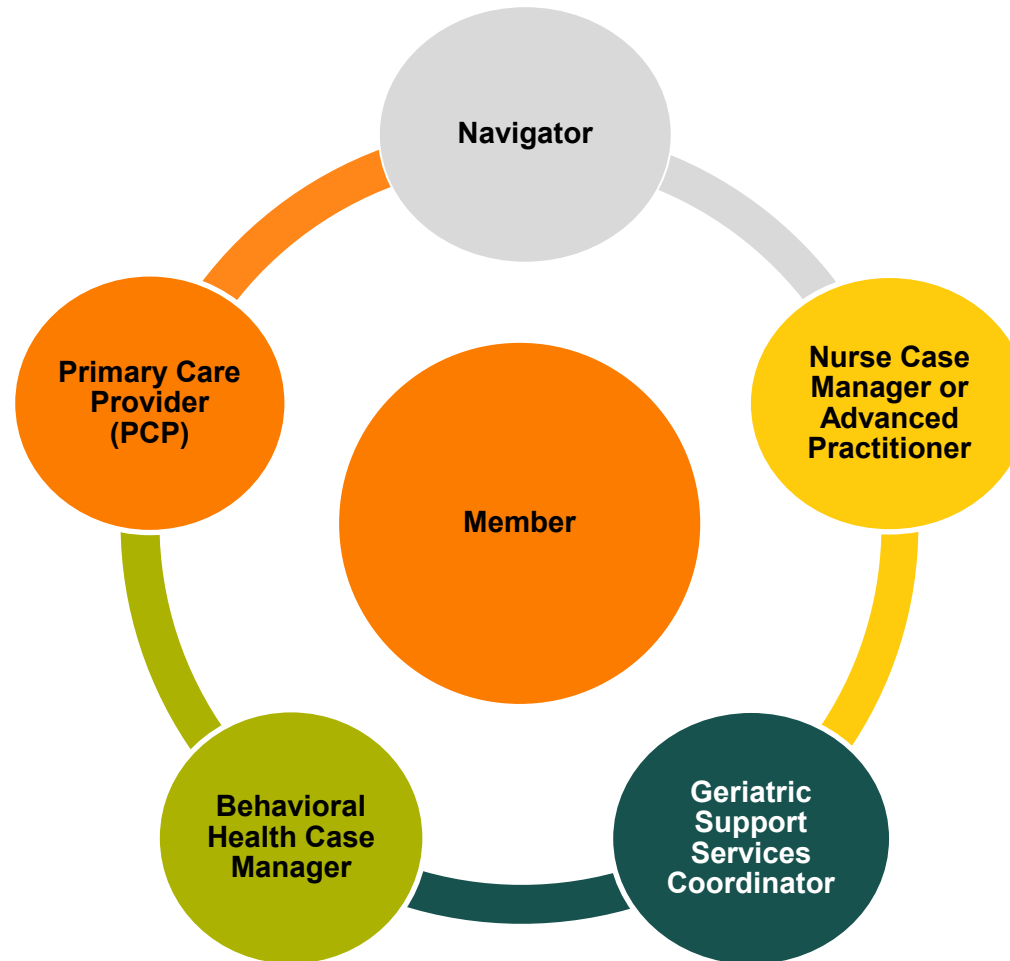 Navigator
Primary Care
Provider
(PCP)
Nurse Case
Manager or
Advanced
Practitioner
Member
Behavioral
Health Case
Manager
Geriatric
Support
Services
Coordinator